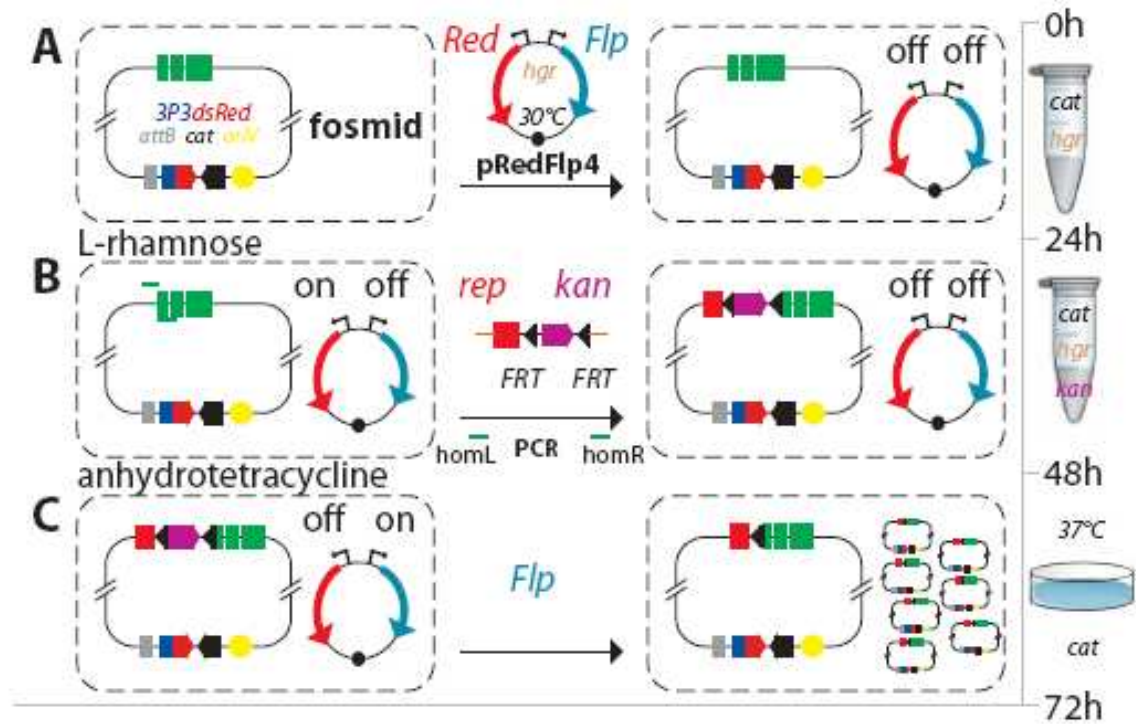 A
Red
Flp
hgr
30°C
pRedFlp4
3P3dsRed
attB cat oriV
fosmid
off off
0h
cat
hgr
24h
L-rhamnose
B
on off
rep kan
FRT FRT
homL PCR homR
off off
cat
hgr
kan
48h
anhydrotetracycline
C
off on
Flp
37°C
cat
72h